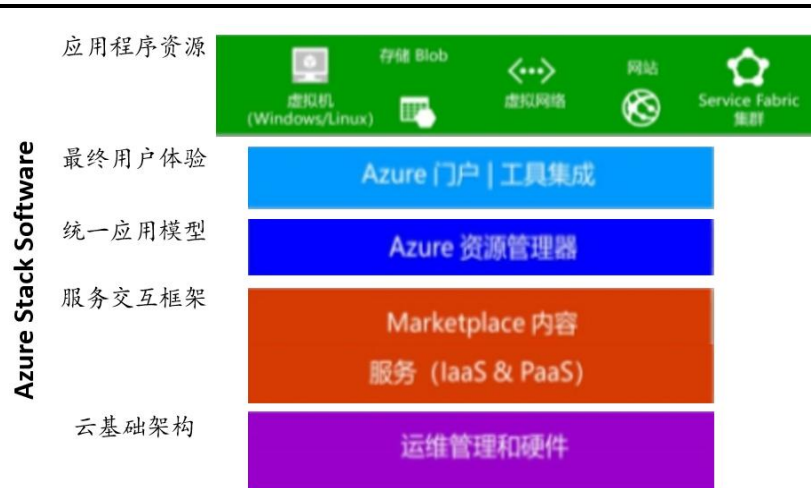 Azure Stack Software
应用程序资源
虚拟机
(Windows/Linux)
存储 Blob
虚拟网络
网站
Service Fabric
集群
最终用户体验
Azure 门户 | 工具集成
统一应用模型
Azure 资源管理器
服务交互框架
Marketplace 内容
服务（IaaS & PaaS）
云基础架构
运维管理和硬件